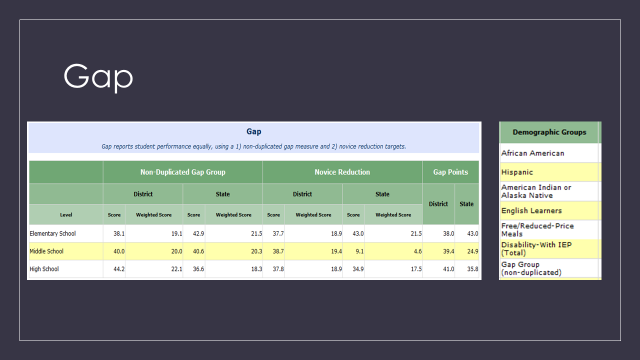 Gap
Gap
Gap reports student performance equally, using a 1) non-duplicated gap measure and 2) novice reduction targets.
Non-Duplicated Gap Group Novice Reduction Gap Points
District State District State District State
Level Score Weighted Score Score Weighted Score Score Weighted Score Score Weighted Score
Elementary School 38.1 19.1 42.9 21.5 37.7 18.9 43.0 21.5 38.0 43.0
Middle School 40.0 20.0 40.6 20.3 38.7 19.4 9.1 4.6 39.4 24.9
High School 44.2 22.1 36.6 18.3 37.8 18.9 34.9 17.5 41.0 35.8
Demographic Groups
African American
Hispanic
American Indian or
Alaska Native
English Learners
Free/Reduced-Price
Meals
Disability-With IEP
(Total)
Gap Group
(non-duplicated)